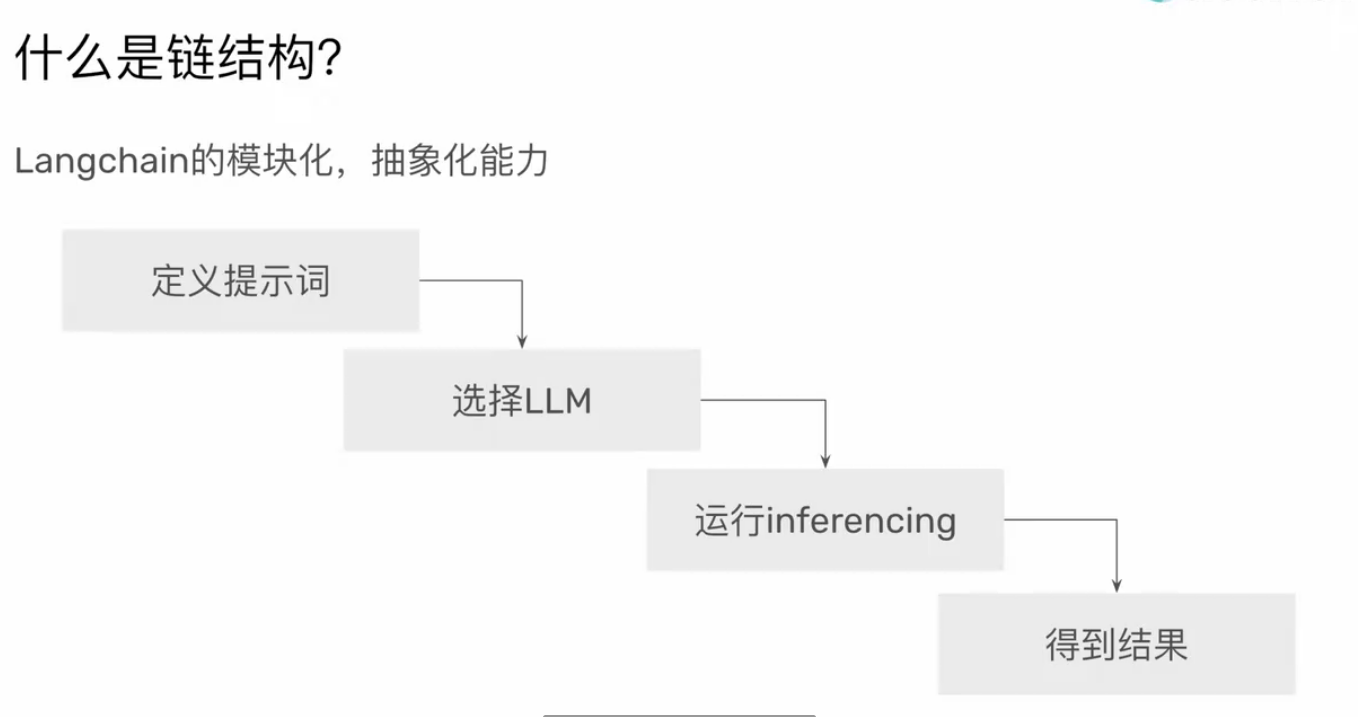 什么是链结构?
Langchain的模块化，抽象化能力
定义提示词
选择LLM
运行inferencing
得到结果